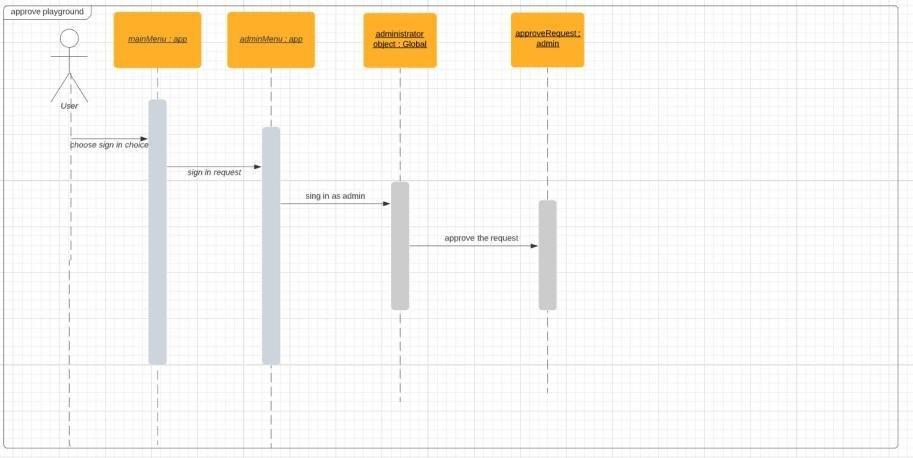 approve playground
mainMenu : app
adminMenu : app
administrator
object : Global
approveRequest :
admin
User
choose sign in choice
sign in request
sing in as admin
approve the request